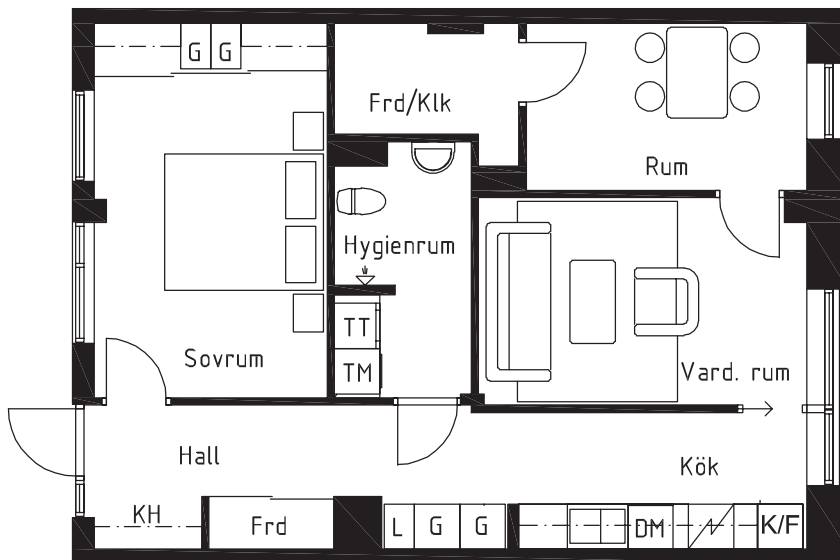 G G
Frd/Klk
Rum
Hygienrum
TT
TM
Sovrum
Vard. rum
Hall
Kök
KH
Frd
L G G
DM
K/F